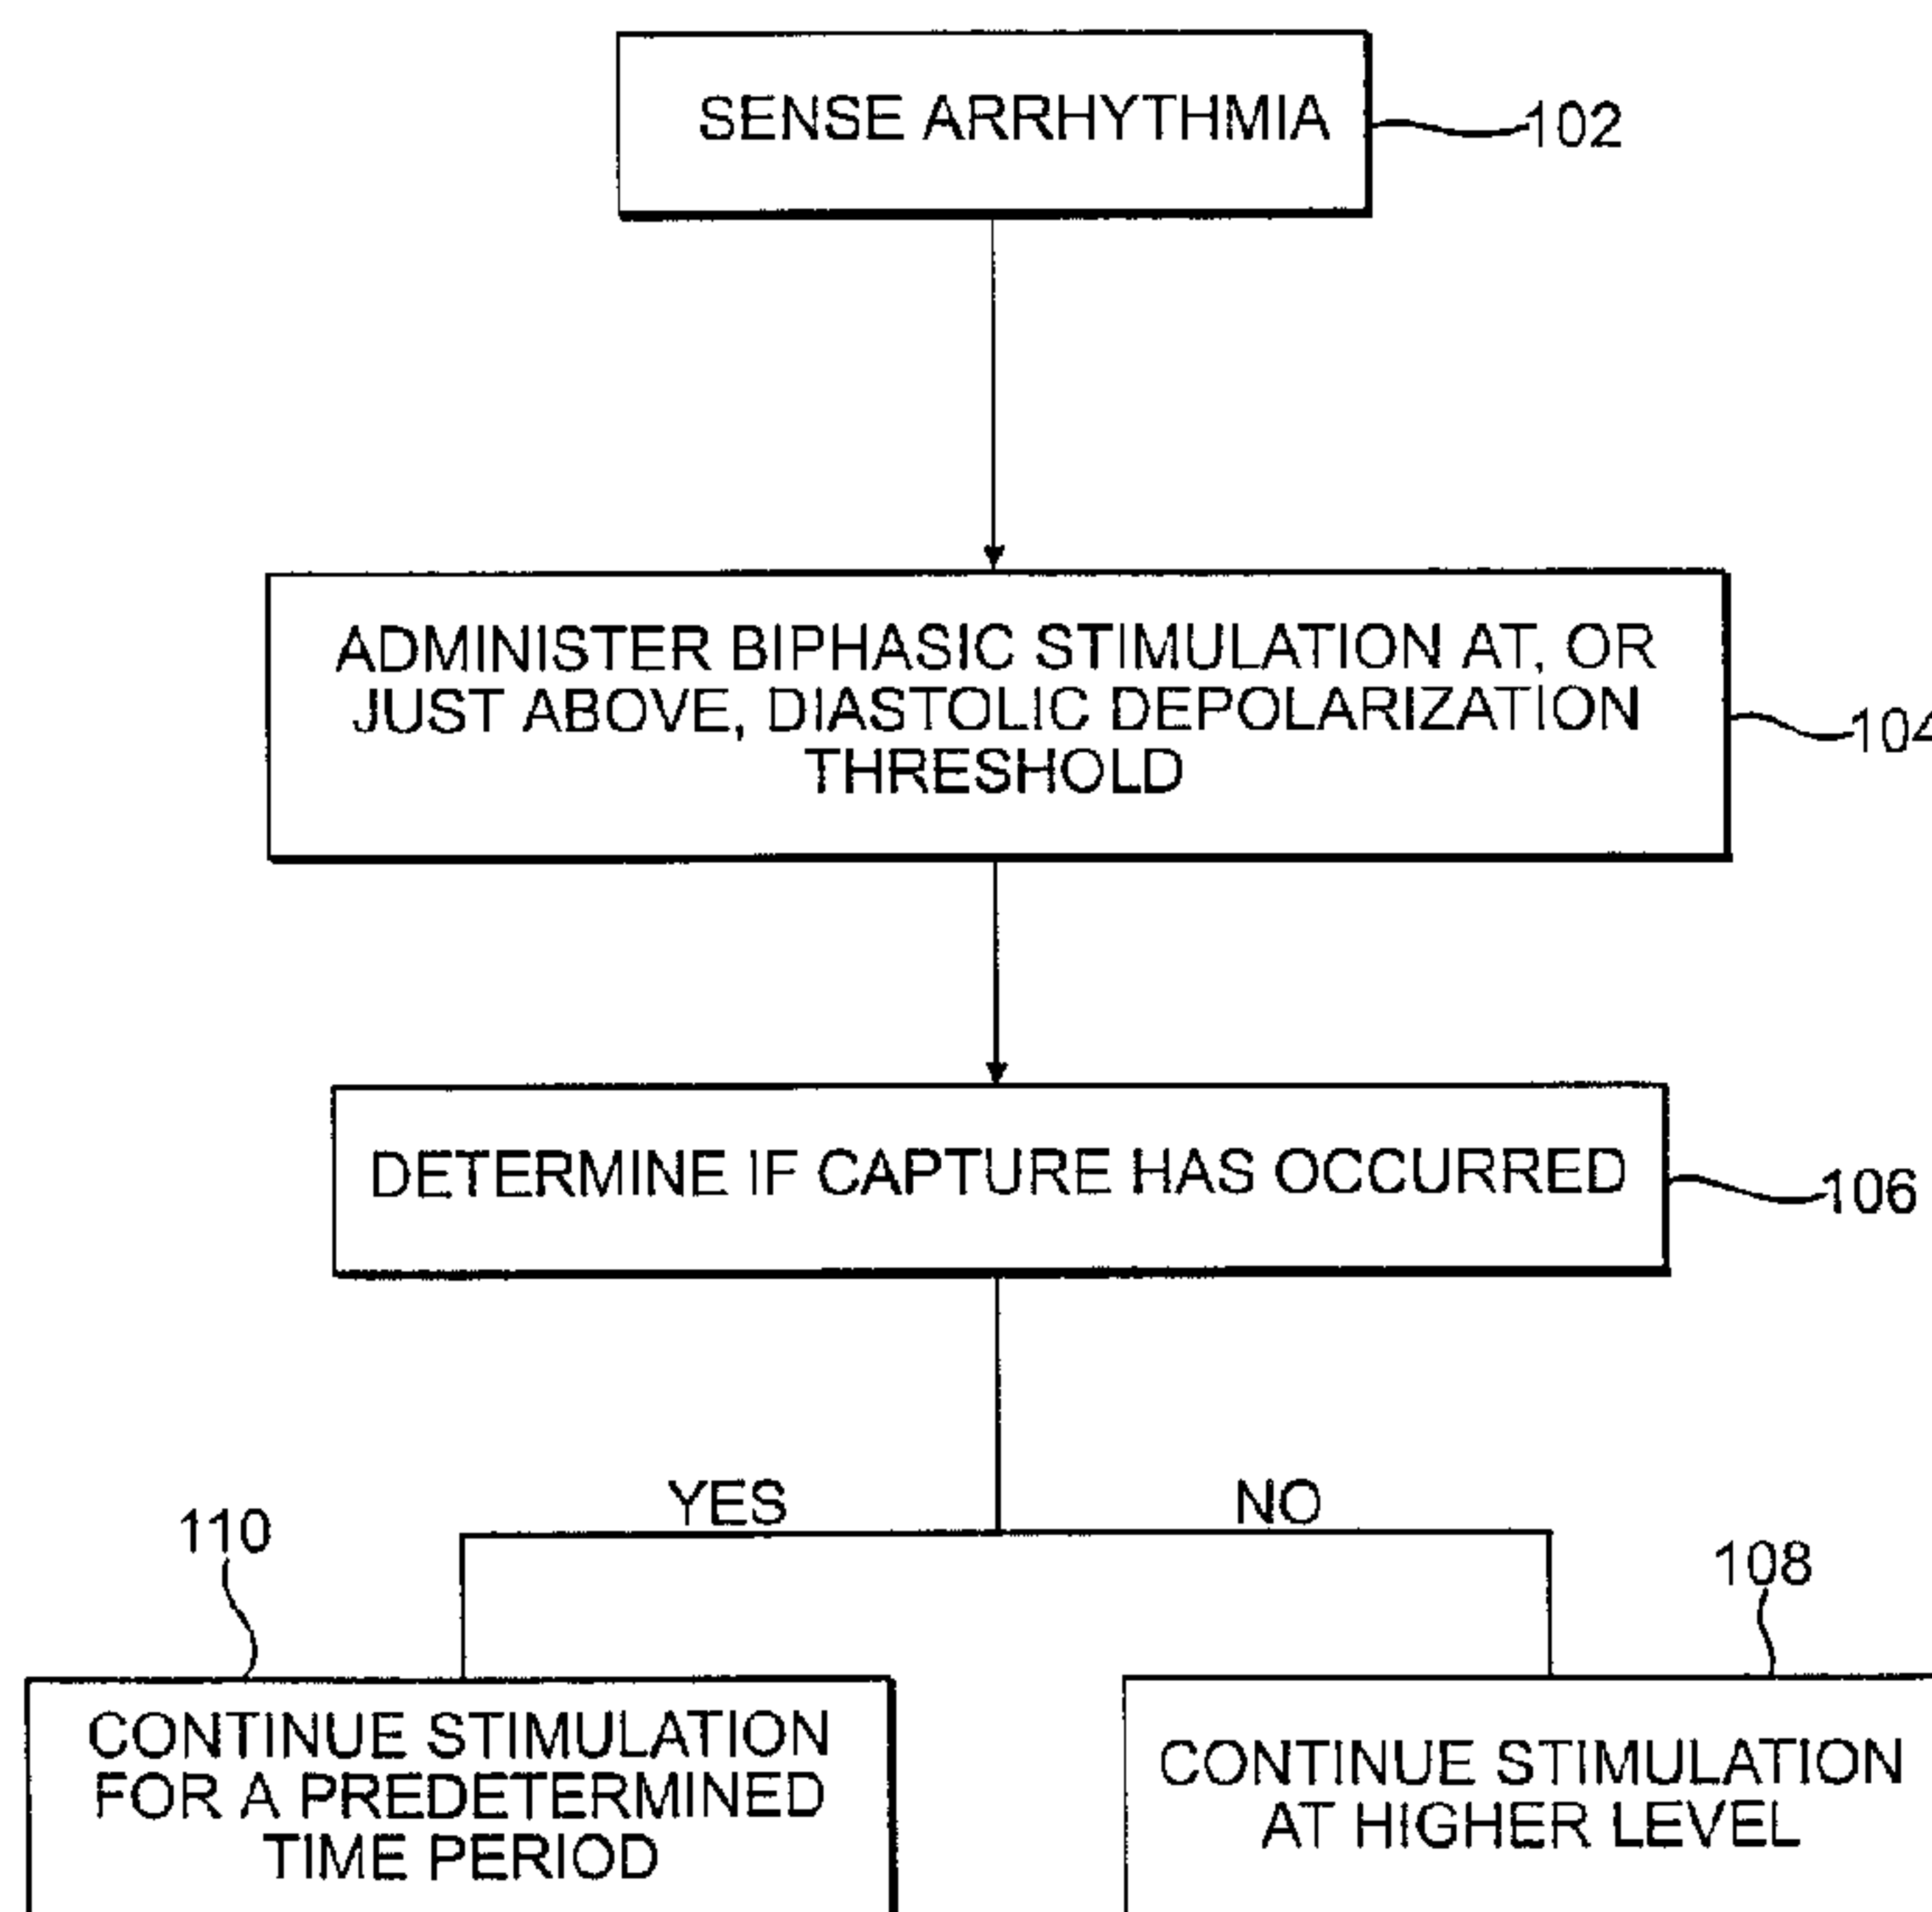 SENSE ARRHYTHMIA
102
ADMINISTER BIPHASIC STIMULATION AT, OR
JUST ABOVE, DIASTOLIC DEPOLARIZATION
THRESHOLD
104
DETERMINE IF CAPTURE HAS OCCURRED
106
YES
NO
110
108
CONTINUE STIMULATION
FOR A PREDETERMINED
TIME PERIOD
CONTINUE STIMULATION
AT HIGHER LEVEL